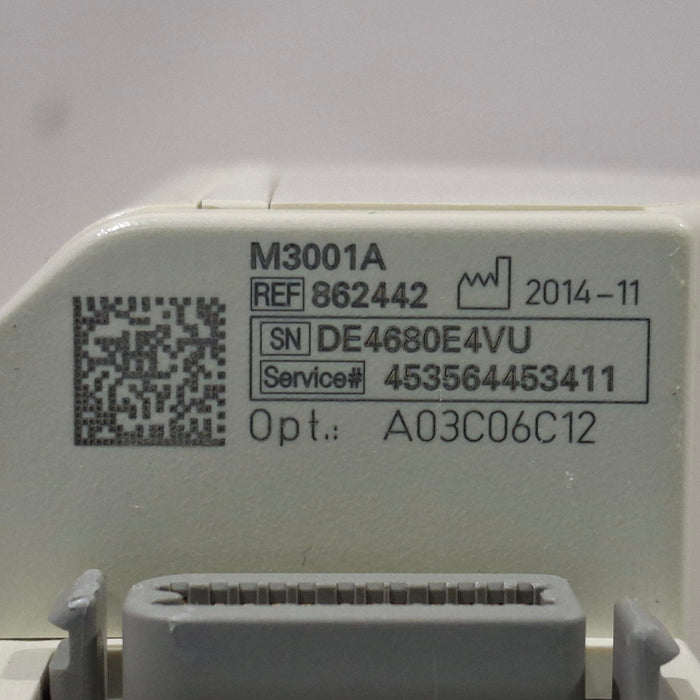 M3001A
REF 862442 2014-11
SN DE4680E4VU
Service# 453564453411
Opt.: A03C06C12